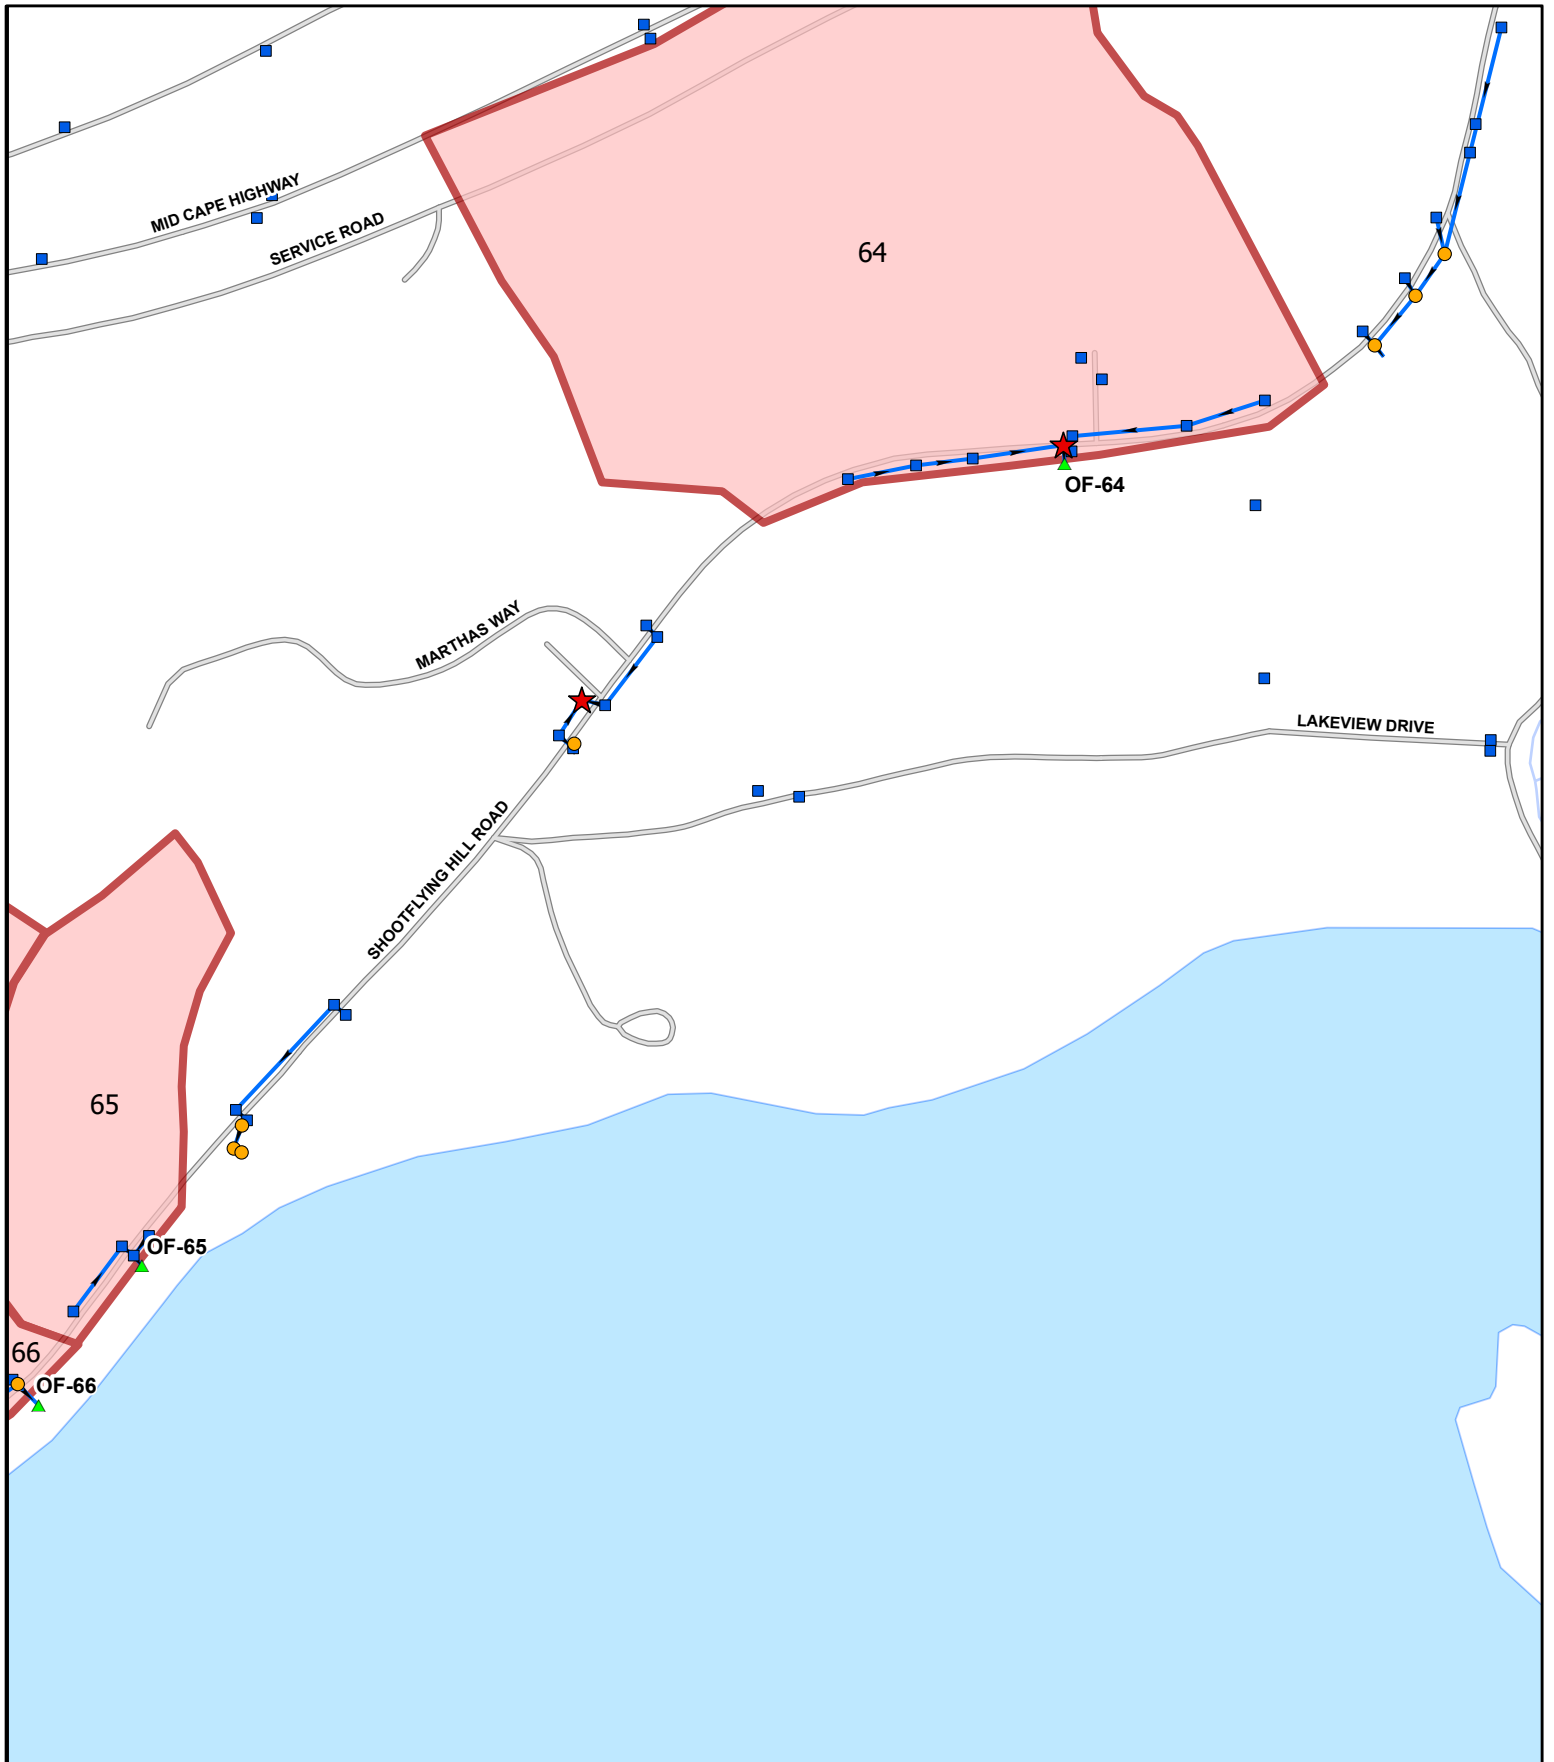 MID CAPE HIGHWAY
SERVICE ROAD
64
OF-64
MARTHAS WAY
LAKEVIEW DRIVE
SHOOTFLYING HILL ROAD
65
OF-65
66
OF-66